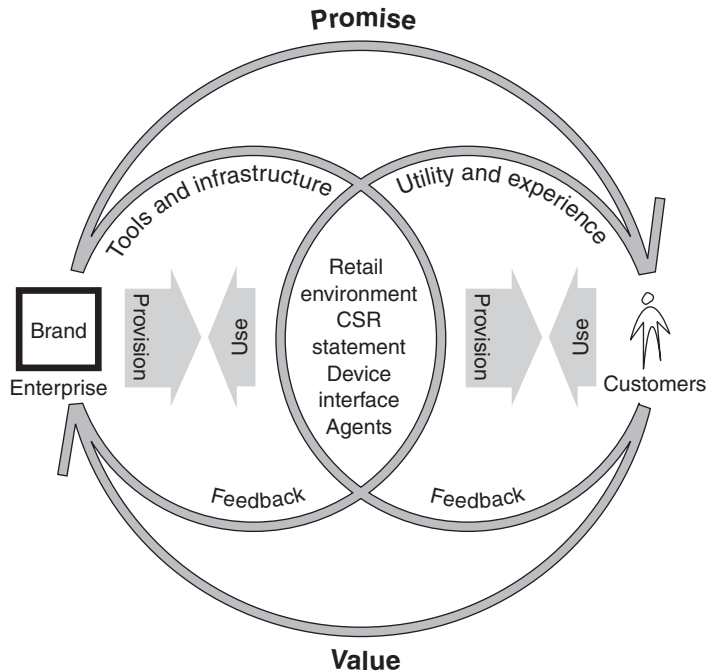 Promise
Tools and infrastructure
Utility and experience
Brand
Enterprise
Provision
Use
Retail
environment
CSR
statement
Device
interface
Agents
Provision
Use
Customers
Feedback
Feedback
Value